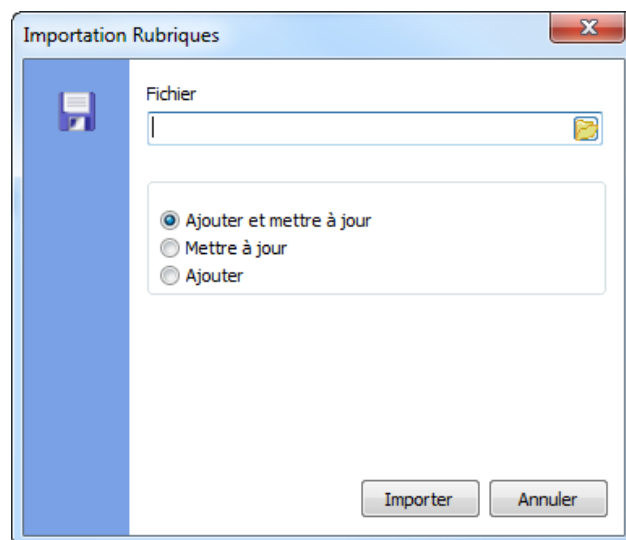 Importation Rubriques
Fichier
Ajouter et mettre à jour
Mettre à jour
Ajouter
Importer
Annuler